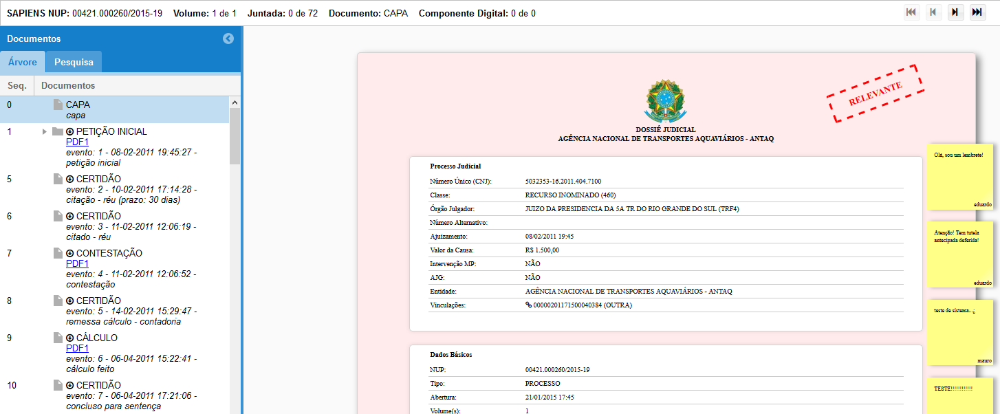 SAPIENS NUP: 00421.000260/2015-19 Volume: 1 de 1 Juntada: 0 de 72 Documento: CAPA Componente Digital: 0 de 0
Documentos
Árvore Pesquisa
Seq. Documentos
0 CAPA
capa
1 PETIÇÃO INICIAL
PDF1
evento: 1 - 08-02-2011 19:45:27 -
petição inicial
5 CERTIDÃO
evento: 2 - 10-02-2011 17:14:28 -
citação - réu (prazo: 30 dias)
6 CERTIDÃO
evento: 3 - 11-02-2011 12:06:19 -
citado - réu
7 CONTESTAÇÃO
PDF1
evento: 4 - 11-02-2011 12:06:52 -
contestação
8 CERTIDÃO
evento: 5 - 14-02-2011 15:29:47 -
remessa cálculo - contadoria
9 CÁLCULO
PDF1
evento: 6 - 06-04-2011 15:22:41 -
cálculo feito
10 CERTIDÃO
evento: 7 - 06-04-2011 17:21:06 -
concluso para sentença
RELEVANTE
DOSSIÊ JUDICIAL
AGÊNCIA NACIONAL DE TRANSPORTES AQUAVIÁRIOS - ANTAQ
Processo Judicial
Número Único (CNJ): 5032353-16.2011.404.7100
Classe: RECURSO INOMINADO (460)
Órgão Julgador: JUIZO DA PRESIDENCIA DA 5A TR DO RIO GRANDE DO SUL (TRF4)
Número Alternativo:
Ajuizamento: 08/02/2011 19:45
Valor da Causa: R$ 1.500,00
Intervenção MP: NÃO
AJG: NÃO
Entidade: AGÊNCIA NACIONAL DE TRANSPORTES AQUAVIÁRIOS - ANTAQ
Vinculações: 00000201171500040384 (OUTRA)
Dados Básicos
NUP: 00421.000260/2015-19
Tipo: PROCESSO
Abertura: 21/01/2015 17:45
Volume(s): 1
Olá, sou um lembrete!
eduardo
Atenção! Tem tutela
antecipada deferida!
eduardo
teste de sistema...¿
mauro
TESTE!!!!!!!!!!!!